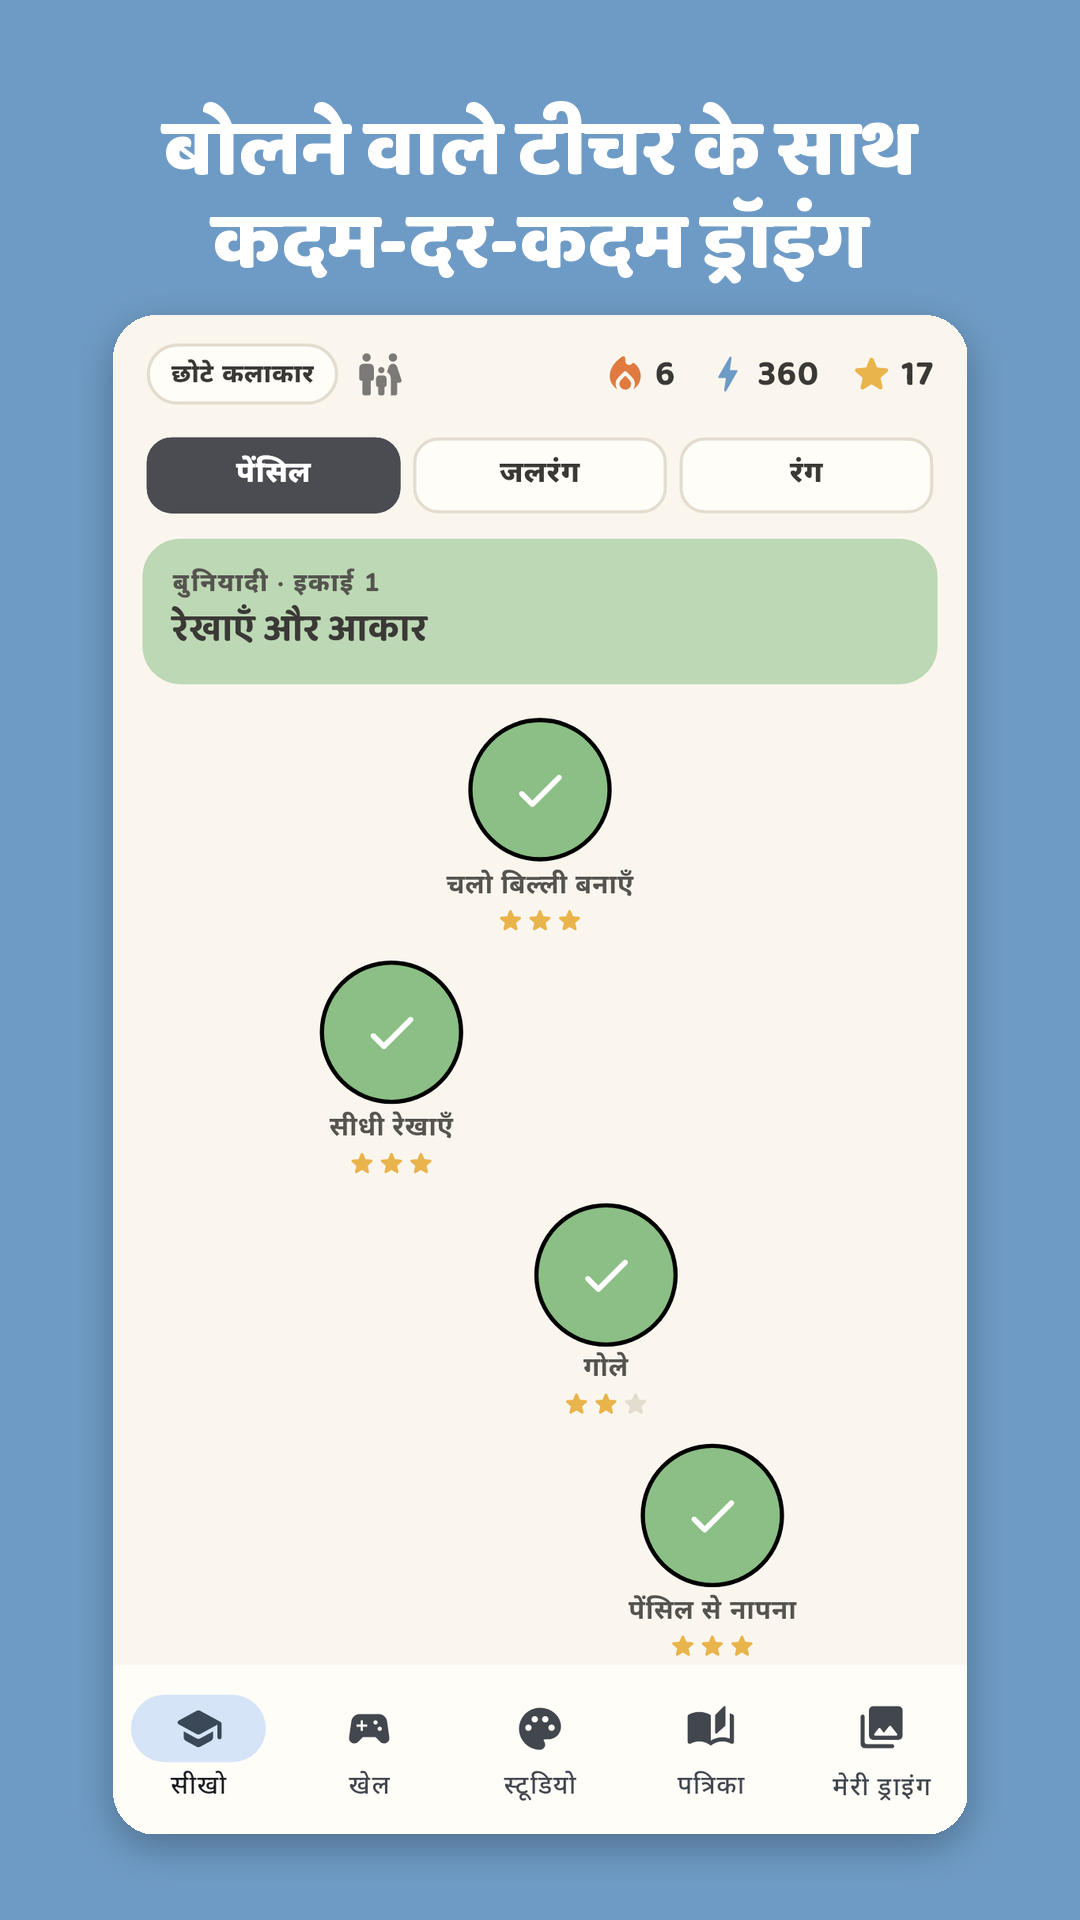 बोलने वाले टीचर के साथ
कदम-दर-कदम ड्रॉइंग
छोटे कलाकार 6 360 17
पेंसिल जलरंग रंग
बुनियादी · इकाई 1
रेखाएँ और आकार
चलो बिल्ली बनाएँ
सीधी रेखाएँ
गोले
पेंसिल से नापना
सीखो खेल स्टूडियो पत्रिका मेरी ड्राइंग